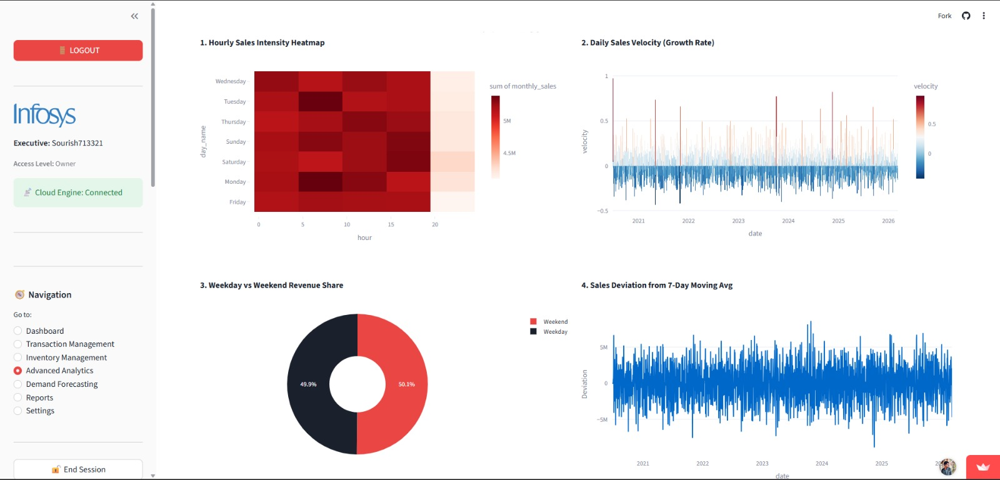 Fork
LOGOUT
Infosys
Executive: Sourish713321
Access Level: Owner
Cloud Engine: Connected
Navigation
Go to:
Dashboard
Transaction Management
Inventory Management
Advanced Analytics
Demand Forecasting
Reports
Settings
End Session
1. Hourly Sales Intensity Heatmap
day_name
Wednesday
Tuesday
Thursday
Sunday
Saturday
Monday
Friday
0 5 10 15 20
hour
sum of monthly_sales
5M
4.5M
2. Daily Sales Velocity (Growth Rate)
velocity
1
0.5
0
−0.5
2021 2022 2023 2024 2025 2026
date
velocity
0.5
0
3. Weekday vs Weekend Revenue Share
49.9%
50.1%
Weekend
Weekday
4. Sales Deviation from 7-Day Moving Avg
Deviation
5M
0
−5M
2021 2022 2023 2024 2025
date